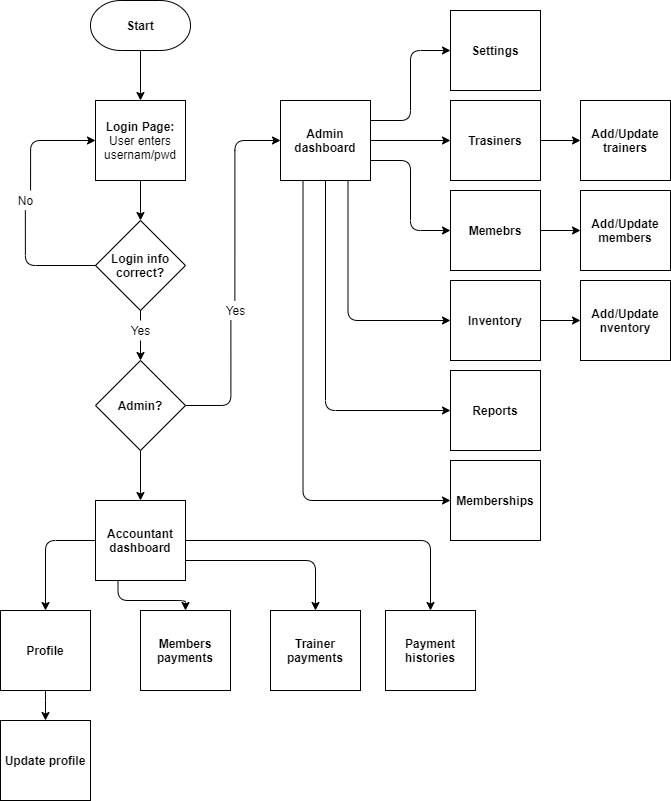 Start
Login Page:
User enters
usernam/pwd
No
Login info
correct?
Yes
Admin?
Yes
Admin
dashboard
Settings
Trasiners
Add/Update
trainers
Memebrs
Add/Update
members
Inventory
Add/Update
nventory
Reports
Memberships
Accountant
dashboard
Profile
Members
payments
Trainer
payments
Payment
histories
Update profile